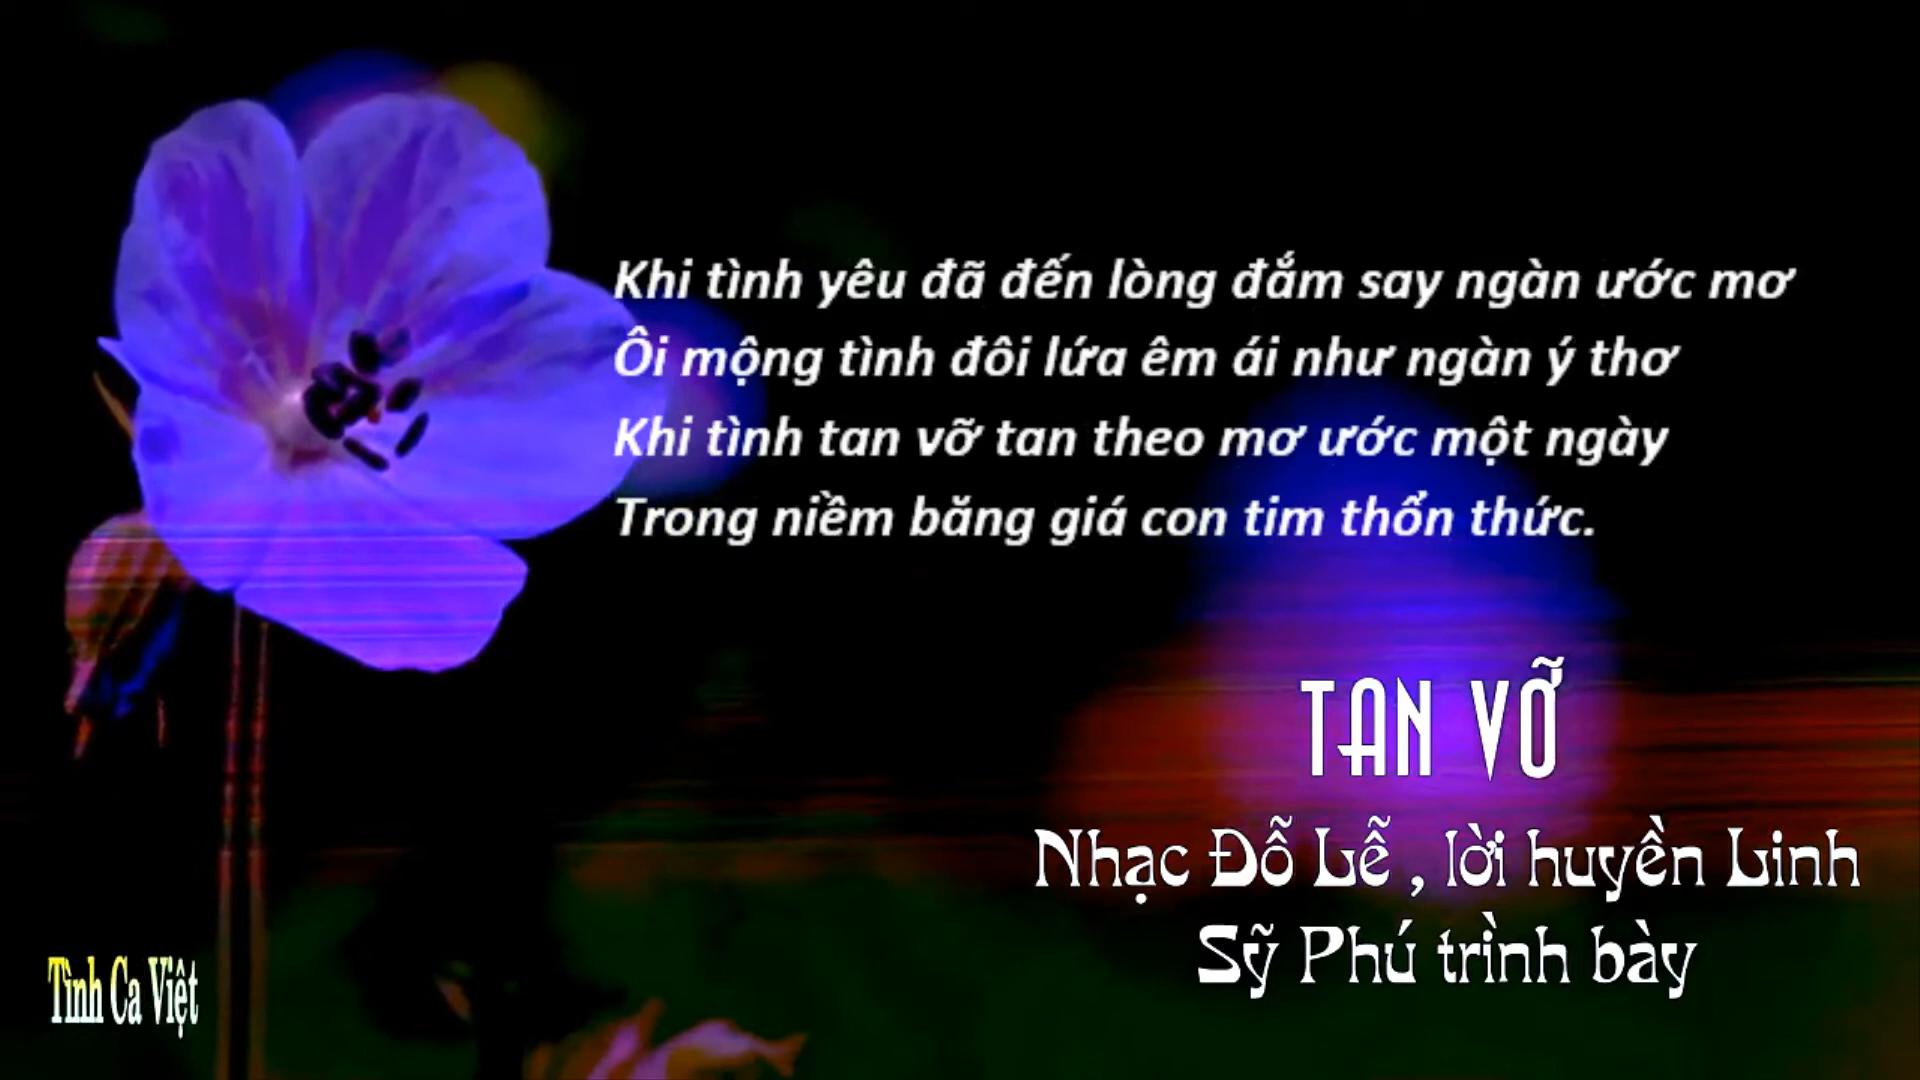 Khi tình yêu đã đến lòng đắm say ngàn ước mơ
Ôi mộng tình đôi lứa êm ái như ngàn ý thơ
Khi tình tan vỡ tan theo mơ ước một ngày
Trong niềm băng giá con tim thổn thức.
TAN VỠ
Nhạc Đỗ Lễ , lời huyền Linh
Sỹ Phú trình bày
Tình Ca Việt